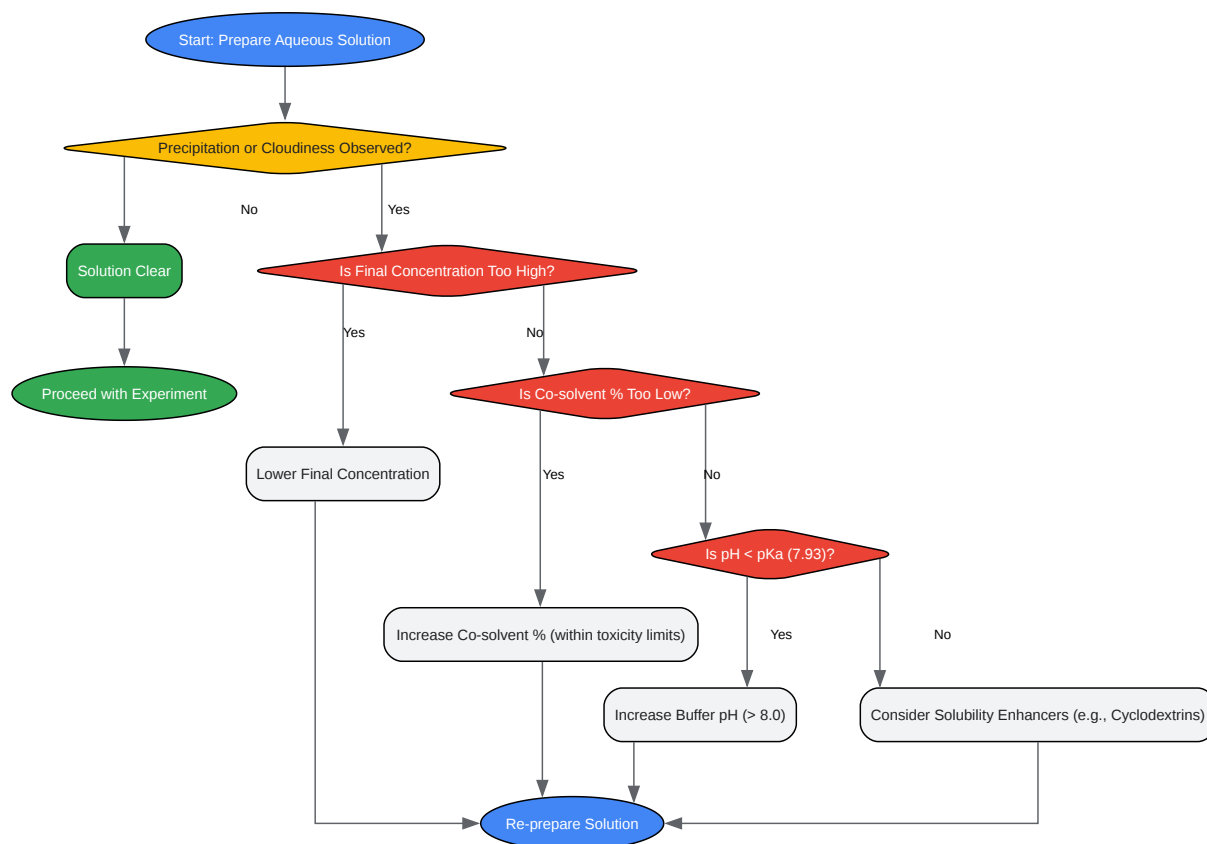 Start: Prepare Aqueous Solution
Precipitation or Cloudiness Observed?
No
Yes
Solution Clear
Is Final Concentration Too High?
Yes
No
Proceed with Experiment
Is Co-solvent % Too Low?
Lower Final Concentration
Yes
No
Is pH < pKa (7.93)?
Increase Co-solvent % (within toxicity limits)
Yes
No
Increase Buffer pH (> 8.0)
Consider Solubility Enhancers (e.g., Cyclodextrins)
Re-prepare Solution